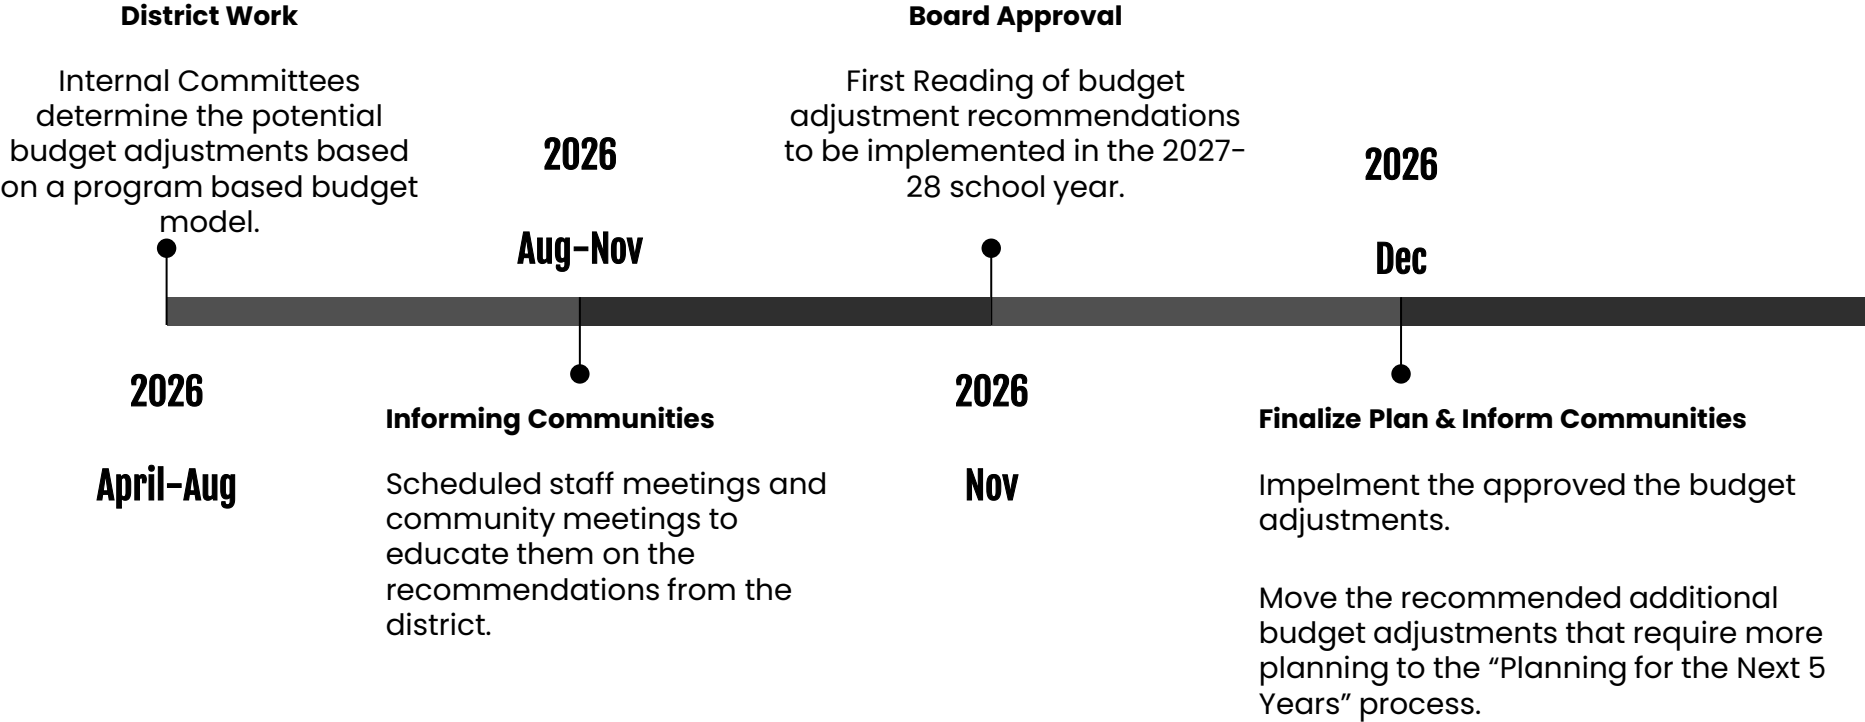 District Work
Internal Committees
determine the potential
budget adjustments based
on a program based budget
model.
2026
April-Aug
2026
Aug-Nov
Informing Communities
Scheduled staff meetings and
community meetings to
educate them on the
recommendations from the
district.
Board Approval
First Reading of budget
adjustment recommendations
to be implemented in the 2027-
28 school year.
2026
Nov
2026
Dec
Finalize Plan & Inform Communities
Impelment the approved the budget
adjustments.
Move the recommended additional
budget adjustments that require more
planning to the “Planning for the Next 5
Years” process.